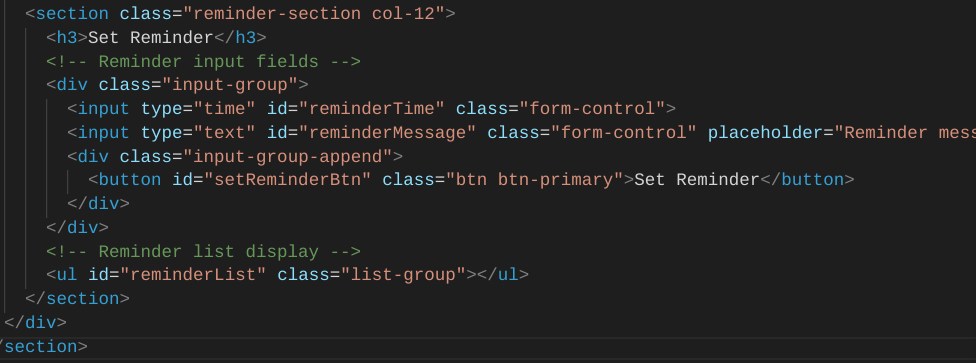 <section class="reminder-section col-12">
<h3>Set Reminder</h3>
<!-- Reminder input fields -->
<div class="input-group">
<input type="time" id="reminderTime" class="form-control">
<input type="text" id="reminderMessage" class="form-control" placeholder="Reminder mess
<div class="input-group-append">
<button id="setReminderBtn" class="btn btn-primary">Set Reminder</button>
</div>
</div>
<!-- Reminder list display -->
<ul id="reminderList" class="list-group"></ul>
</section>
</div>
/section>